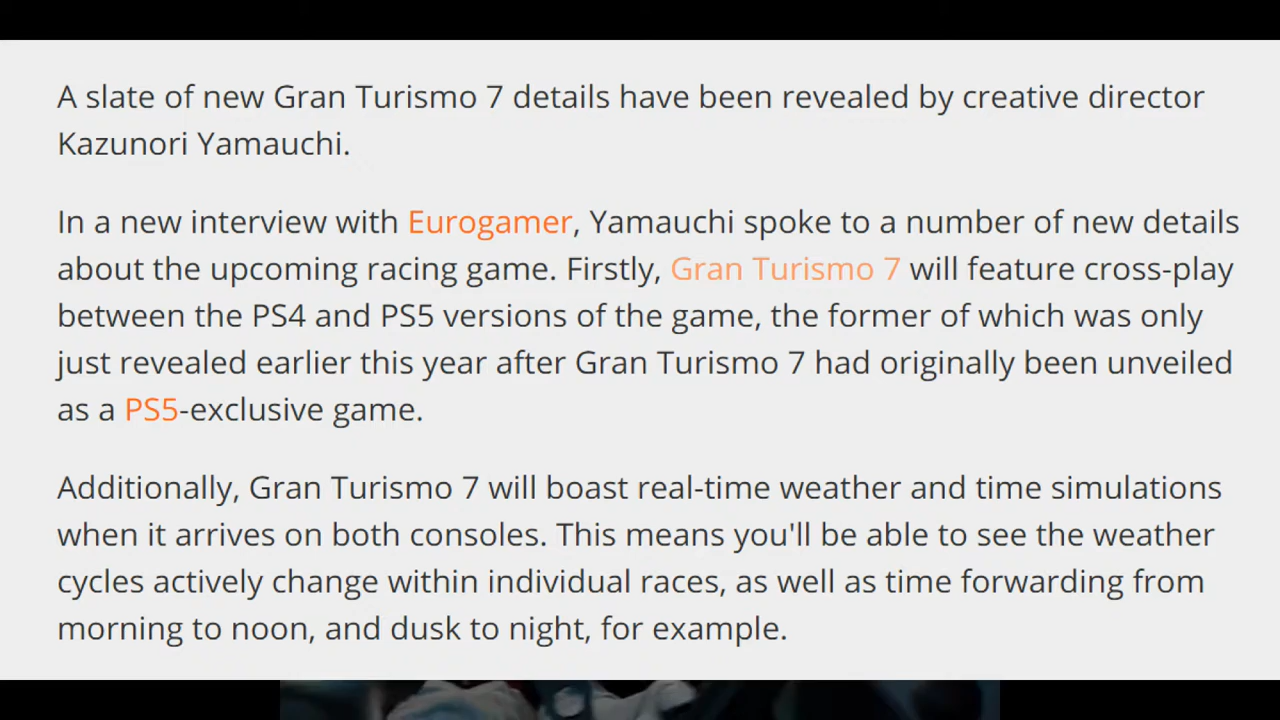 A slate of new Gran Turismo 7 details have been revealed by creative director
Kazunori Yamauchi.
In a new interview with Eurogamer, Yamauchi spoke to a number of new details
about the upcoming racing game. Firstly, Gran Turismo 7 will feature cross-play
between the PS4 and PS5 versions of the game, the former of which was only
just revealed earlier this year after Gran Turismo 7 had originally been unveiled
as a PS5-exclusive game.
Additionally, Gran Turismo 7 will boast real-time weather and time simulations
when it arrives on both consoles. This means you'll be able to see the weather
cycles actively change within individual races, as well as time forwarding from
morning to noon, and dusk to night, for example.